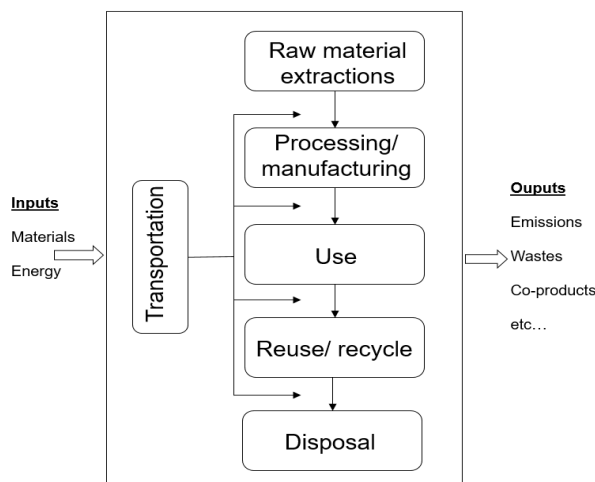 Raw material
extractions
Processing/
manufacturing
Use
Reuse/ recycle
Disposal
Transportation
Inputs
Materials
Energy
Ouputs
Emissions
Wastes
Co-products
etc...